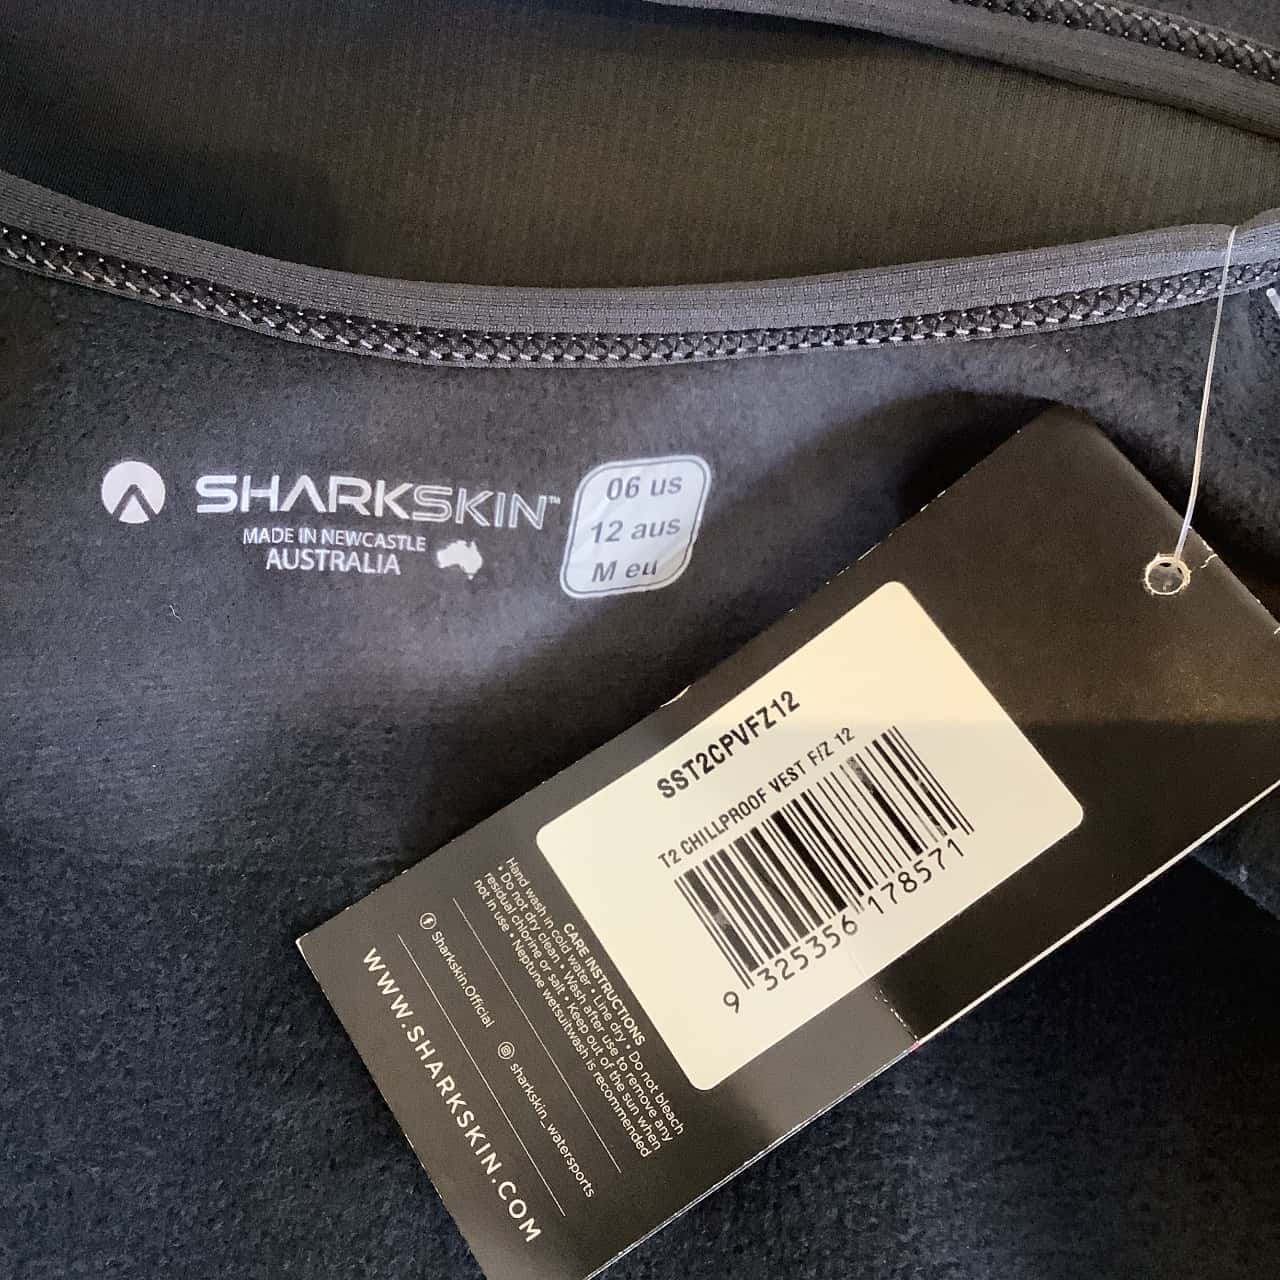 SHARKSKIN™
MADE IN NEWCASTLE
AUSTRALIA
06 us
12 aus
M eu
SST2CPVFZ12
T2 CHILLPROOF VEST F/Z 12
9 325356 178571
CARE INSTRUCTIONS
Hand wash in cold water • Line dry • Do not bleach
• Do not dry clean • Wash after use to remove any
residual chlorine or salt • Keep out of the sun when
not in use • Neptune wetsuitwash is recommended
Sharkskin.Official
sharkskin_watersports
WWW.SHARKSKIN.COM